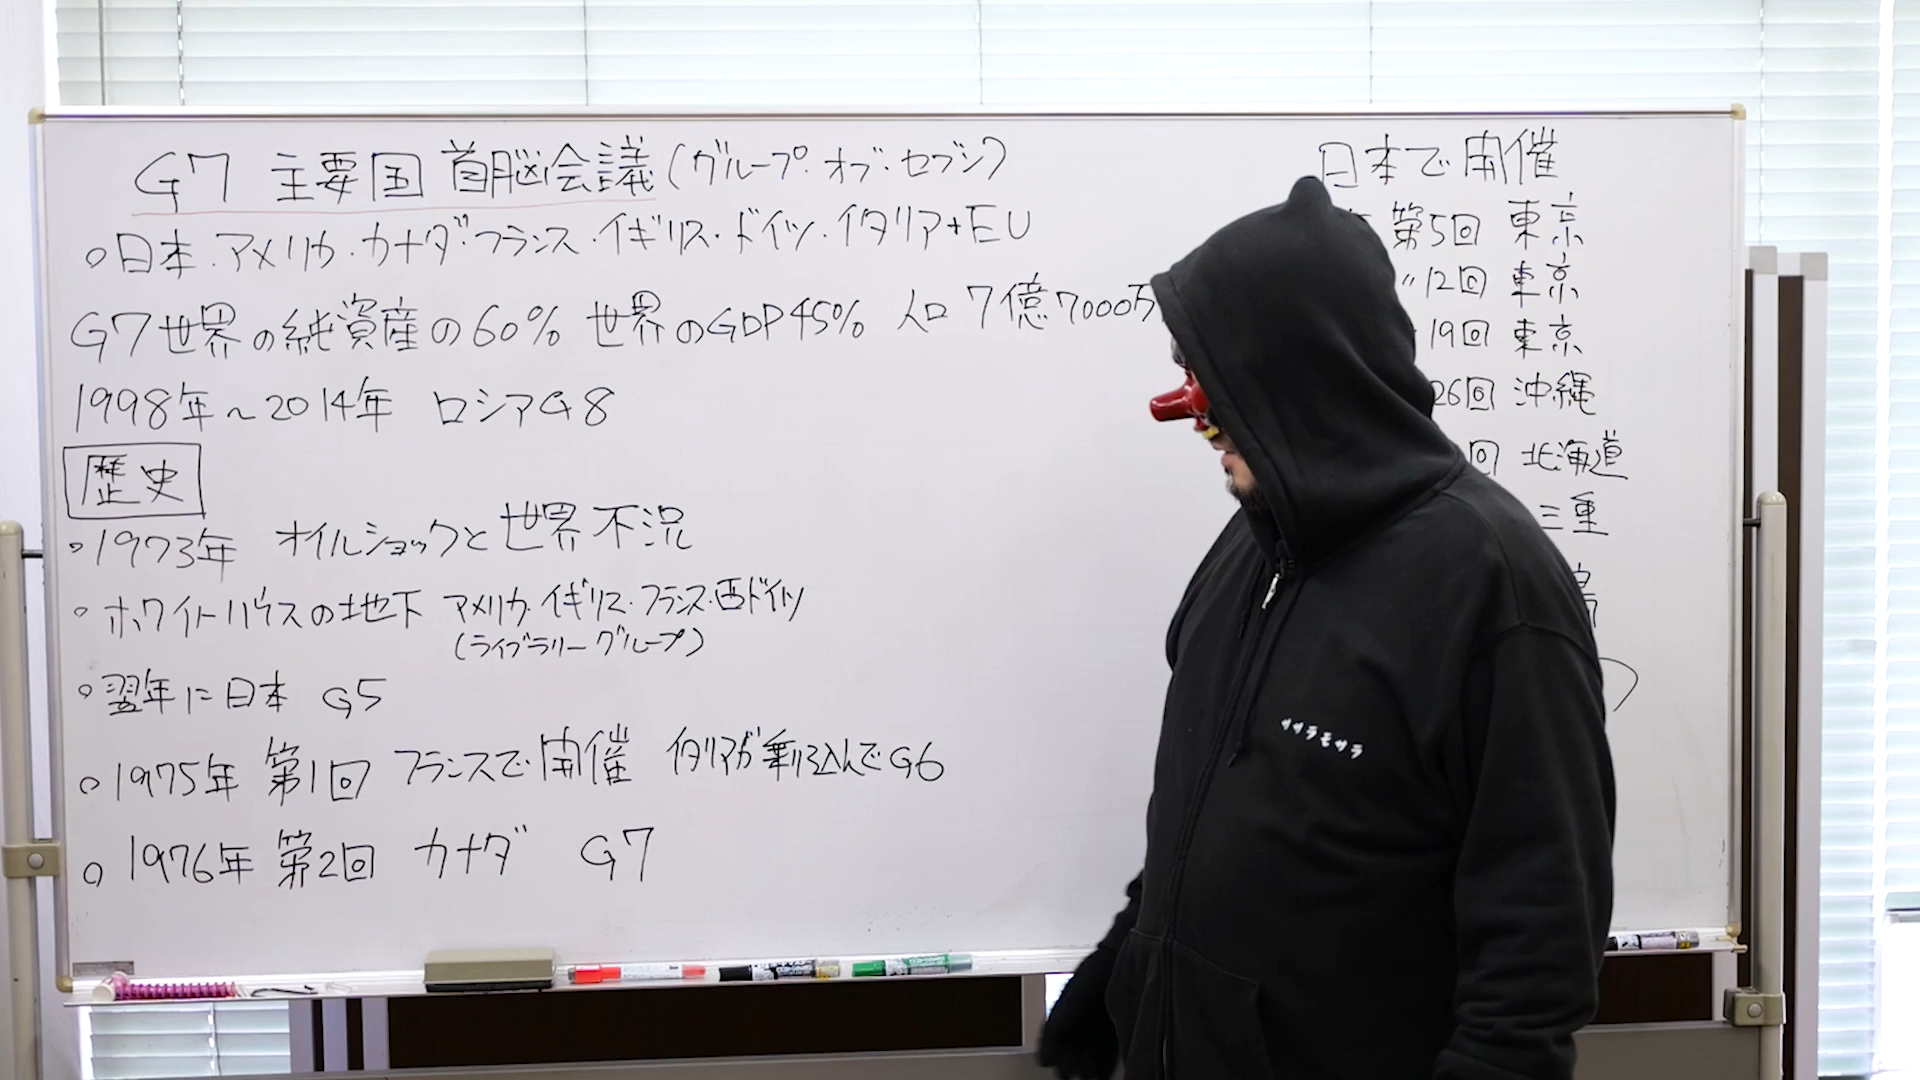 G7 主要国 首脳会議(グループ・オブ・セブン)
○日本・アメリカ・カナダ・フランス・イギリス・ドイツ・イタリア+EU
G7世界の純資産の60% 世界のGDP45% 人口 7億7000万
1998年~2014年 ロシアG8
歴史
○1973年 オイルショックと世界不況
○ホワイトハウスの地下 アメリカ・イギリス・フランス・西ドイツ
(ライブラリーグループ)
○翌年に日本 G5
○1975年 第1回 フランスで開催 イタリアが乗り込んでG6
○1976年 第2回 カナダ G7
日本で開催
第5回 東京
〃12回 東京
19回 東京
26回 沖縄
回 北海道
三重
ササラモサラ